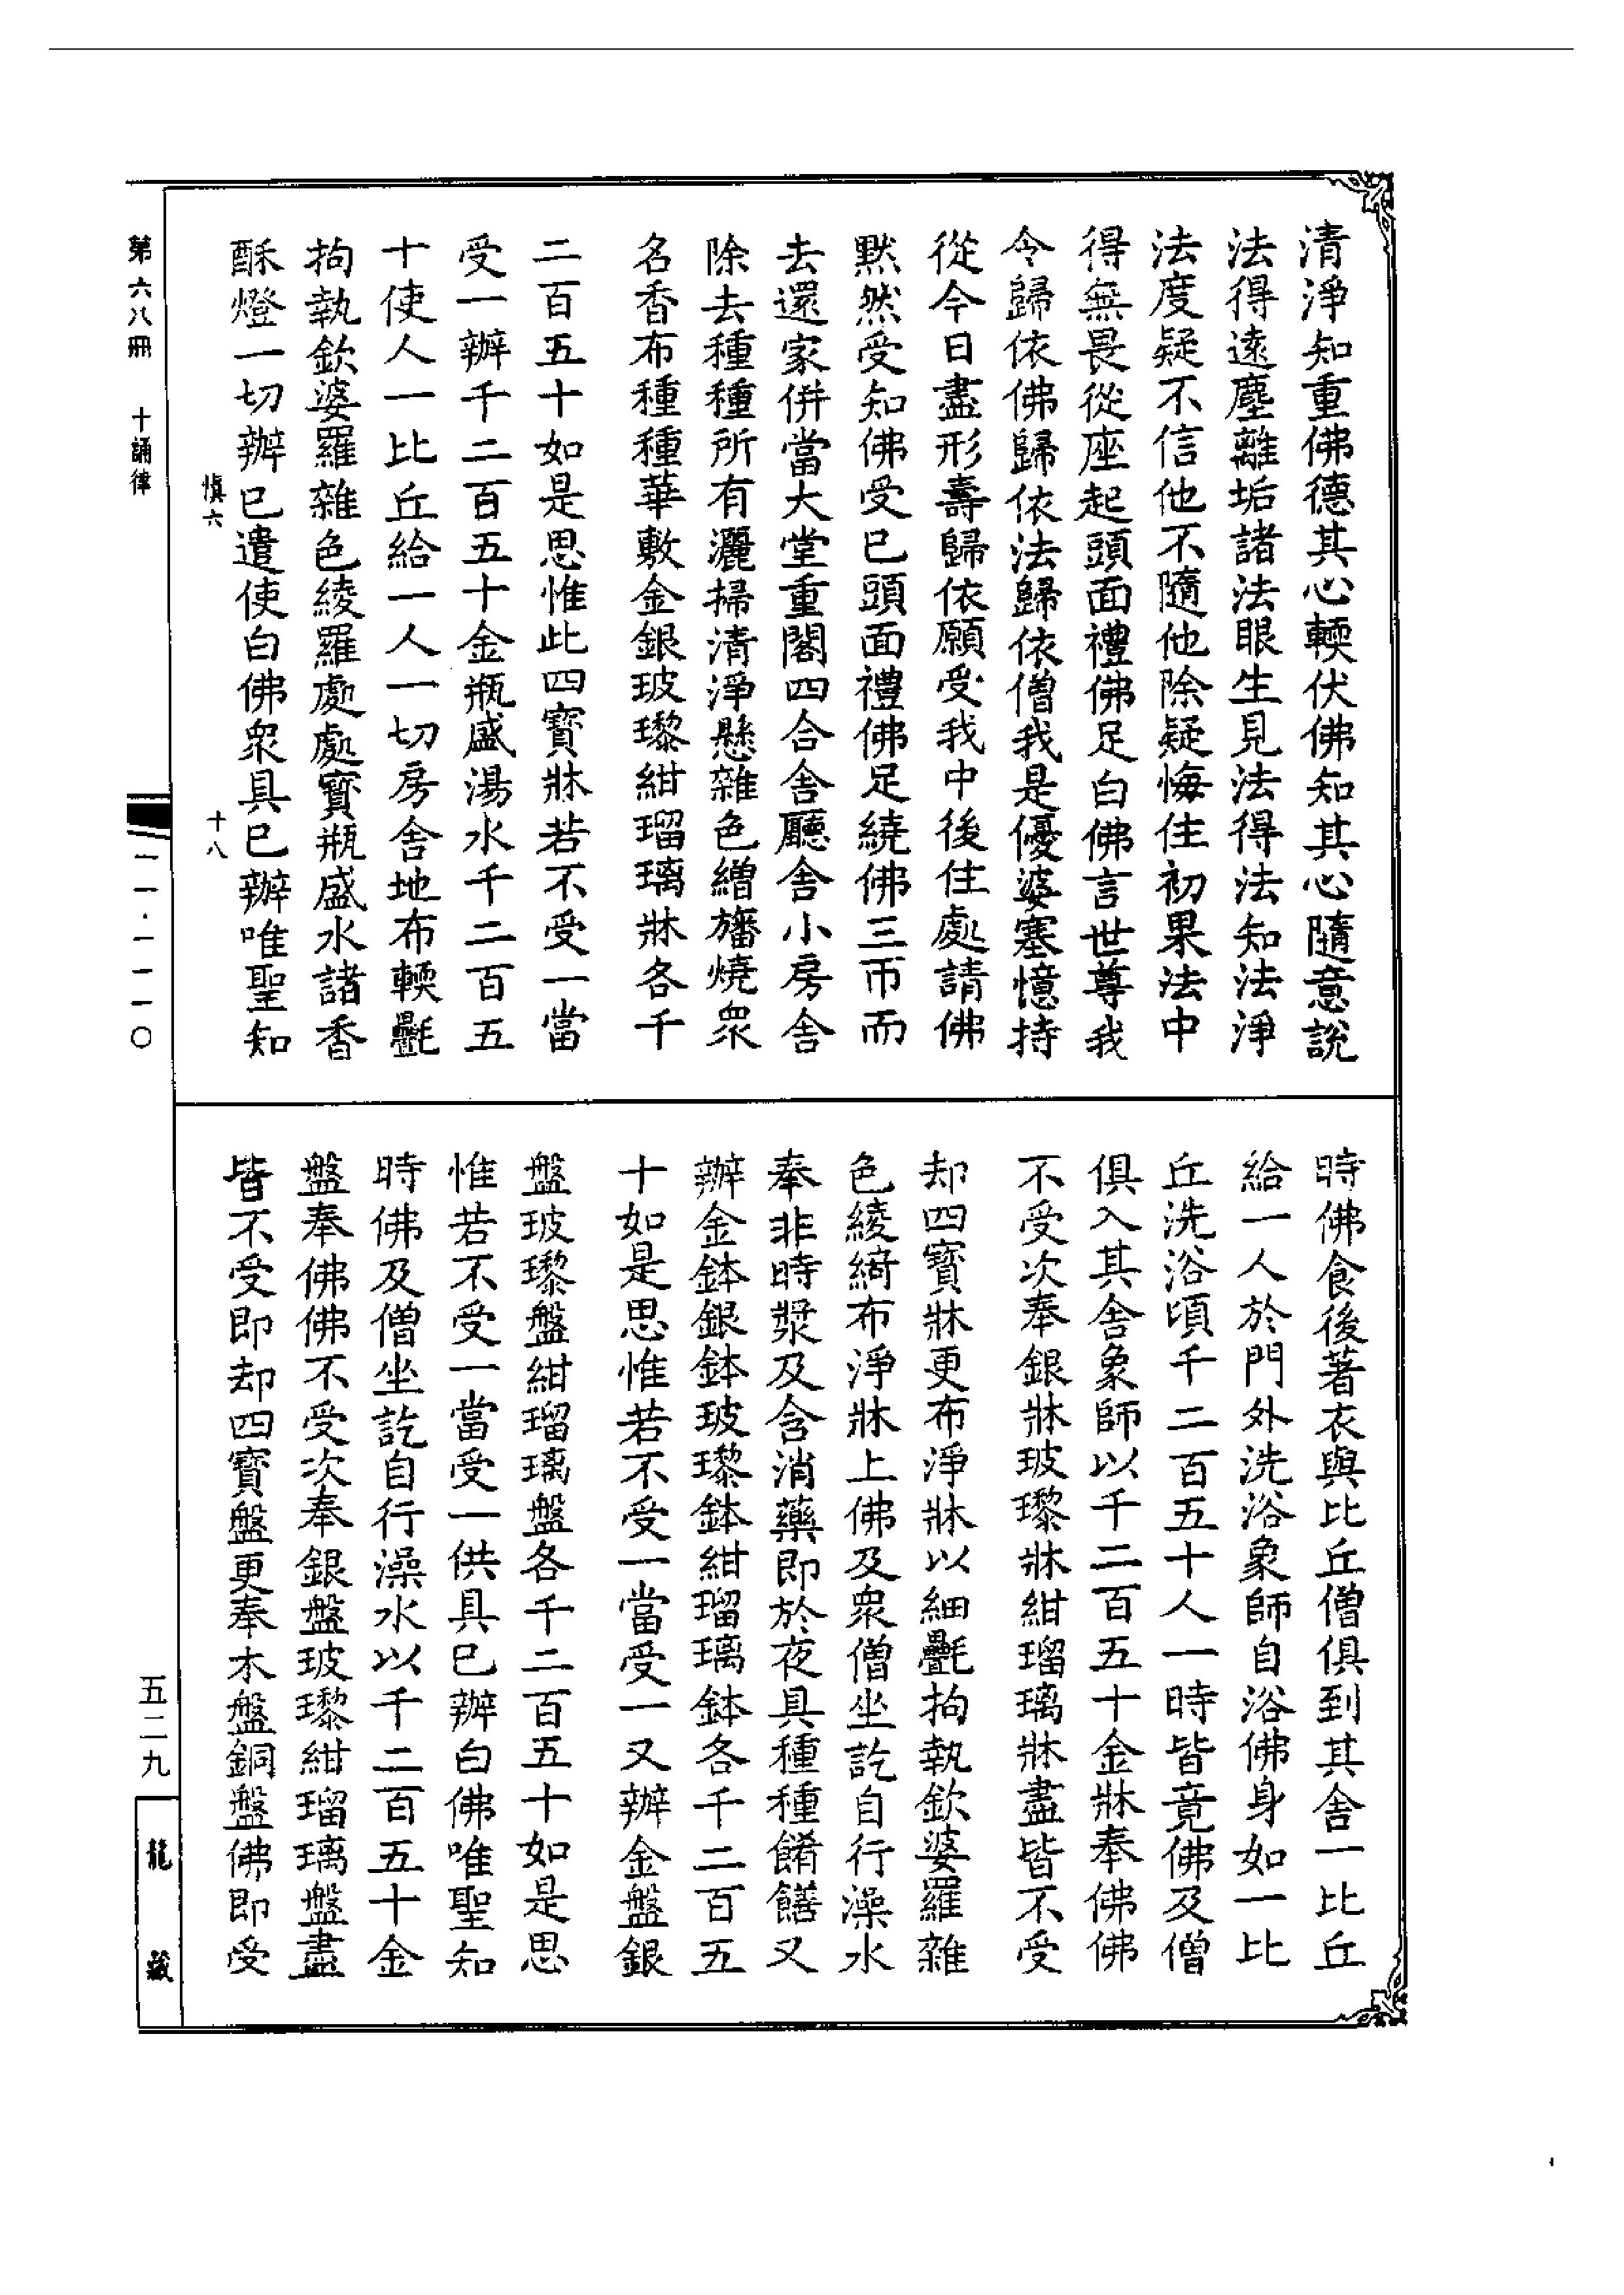 清淨知重佛德其心輭伏佛知其心隨意說
法得遠塵離垢諸法眼生見法得法知法淨
法度疑不信他不隨他除疑悔住初果法中
得無畏從座起頭面禮佛足白佛言世尊我
今歸依佛歸依法歸依僧我是優婆塞憶持
從今日盡形壽歸依願受我中後住處請佛
默然受知佛受已頭面禮佛足繞佛三帀而
去還家併當大堂重閣四合舍廳舍小房舍
除去種種所有灑掃清淨懸雜色繒旛燒眾
名香布種種華敷金銀玻瓈紺瑠璃牀各千
二百五十如是思惟此四寶牀若不受一當
受一辦千二百五十金瓶盛湯水千二百五
十使人一比丘給一人一切房舍地布輭氎
拘執欽婆羅雜色綾羅處處寶瓶盛水諸香
酥燈一切辦已遣使白佛眾具已辦唯聖知
時佛食後著衣與比丘僧俱到其舍一比丘
給一人於門外洗浴象師自浴佛身如一比
丘洗浴頃千二百五十人一時皆竟佛及僧
俱入其舍象師以千二百五十金牀奉佛佛
不受次奉銀牀玻瓈牀紺瑠璃牀盡皆不受
却四寶牀更布淨牀以細氎拘執欽婆羅雜
色綾綺布淨牀上佛及眾僧坐訖自行澡水
奉非時漿及含消藥即於夜具種種餚饍又
辦金鉢銀鉢玻瓈鉢紺瑠璃鉢各千二百五
十如是思惟若不受一當受一又辦金盤銀
盤玻瓈盤紺瑠璃盤各千二百五十如是思
惟若不受一當受一供具已辦白佛唯聖知
時佛及僧坐訖自行澡水以千二百五十金
盤奉佛佛不受次奉銀盤玻瓈紺瑠璃盤盡
皆不受即却四寶盤更奉木盤銅盤佛即受
慎六 十八
第六八冊 十誦律
一一·一一一〇
五二九
龍藏